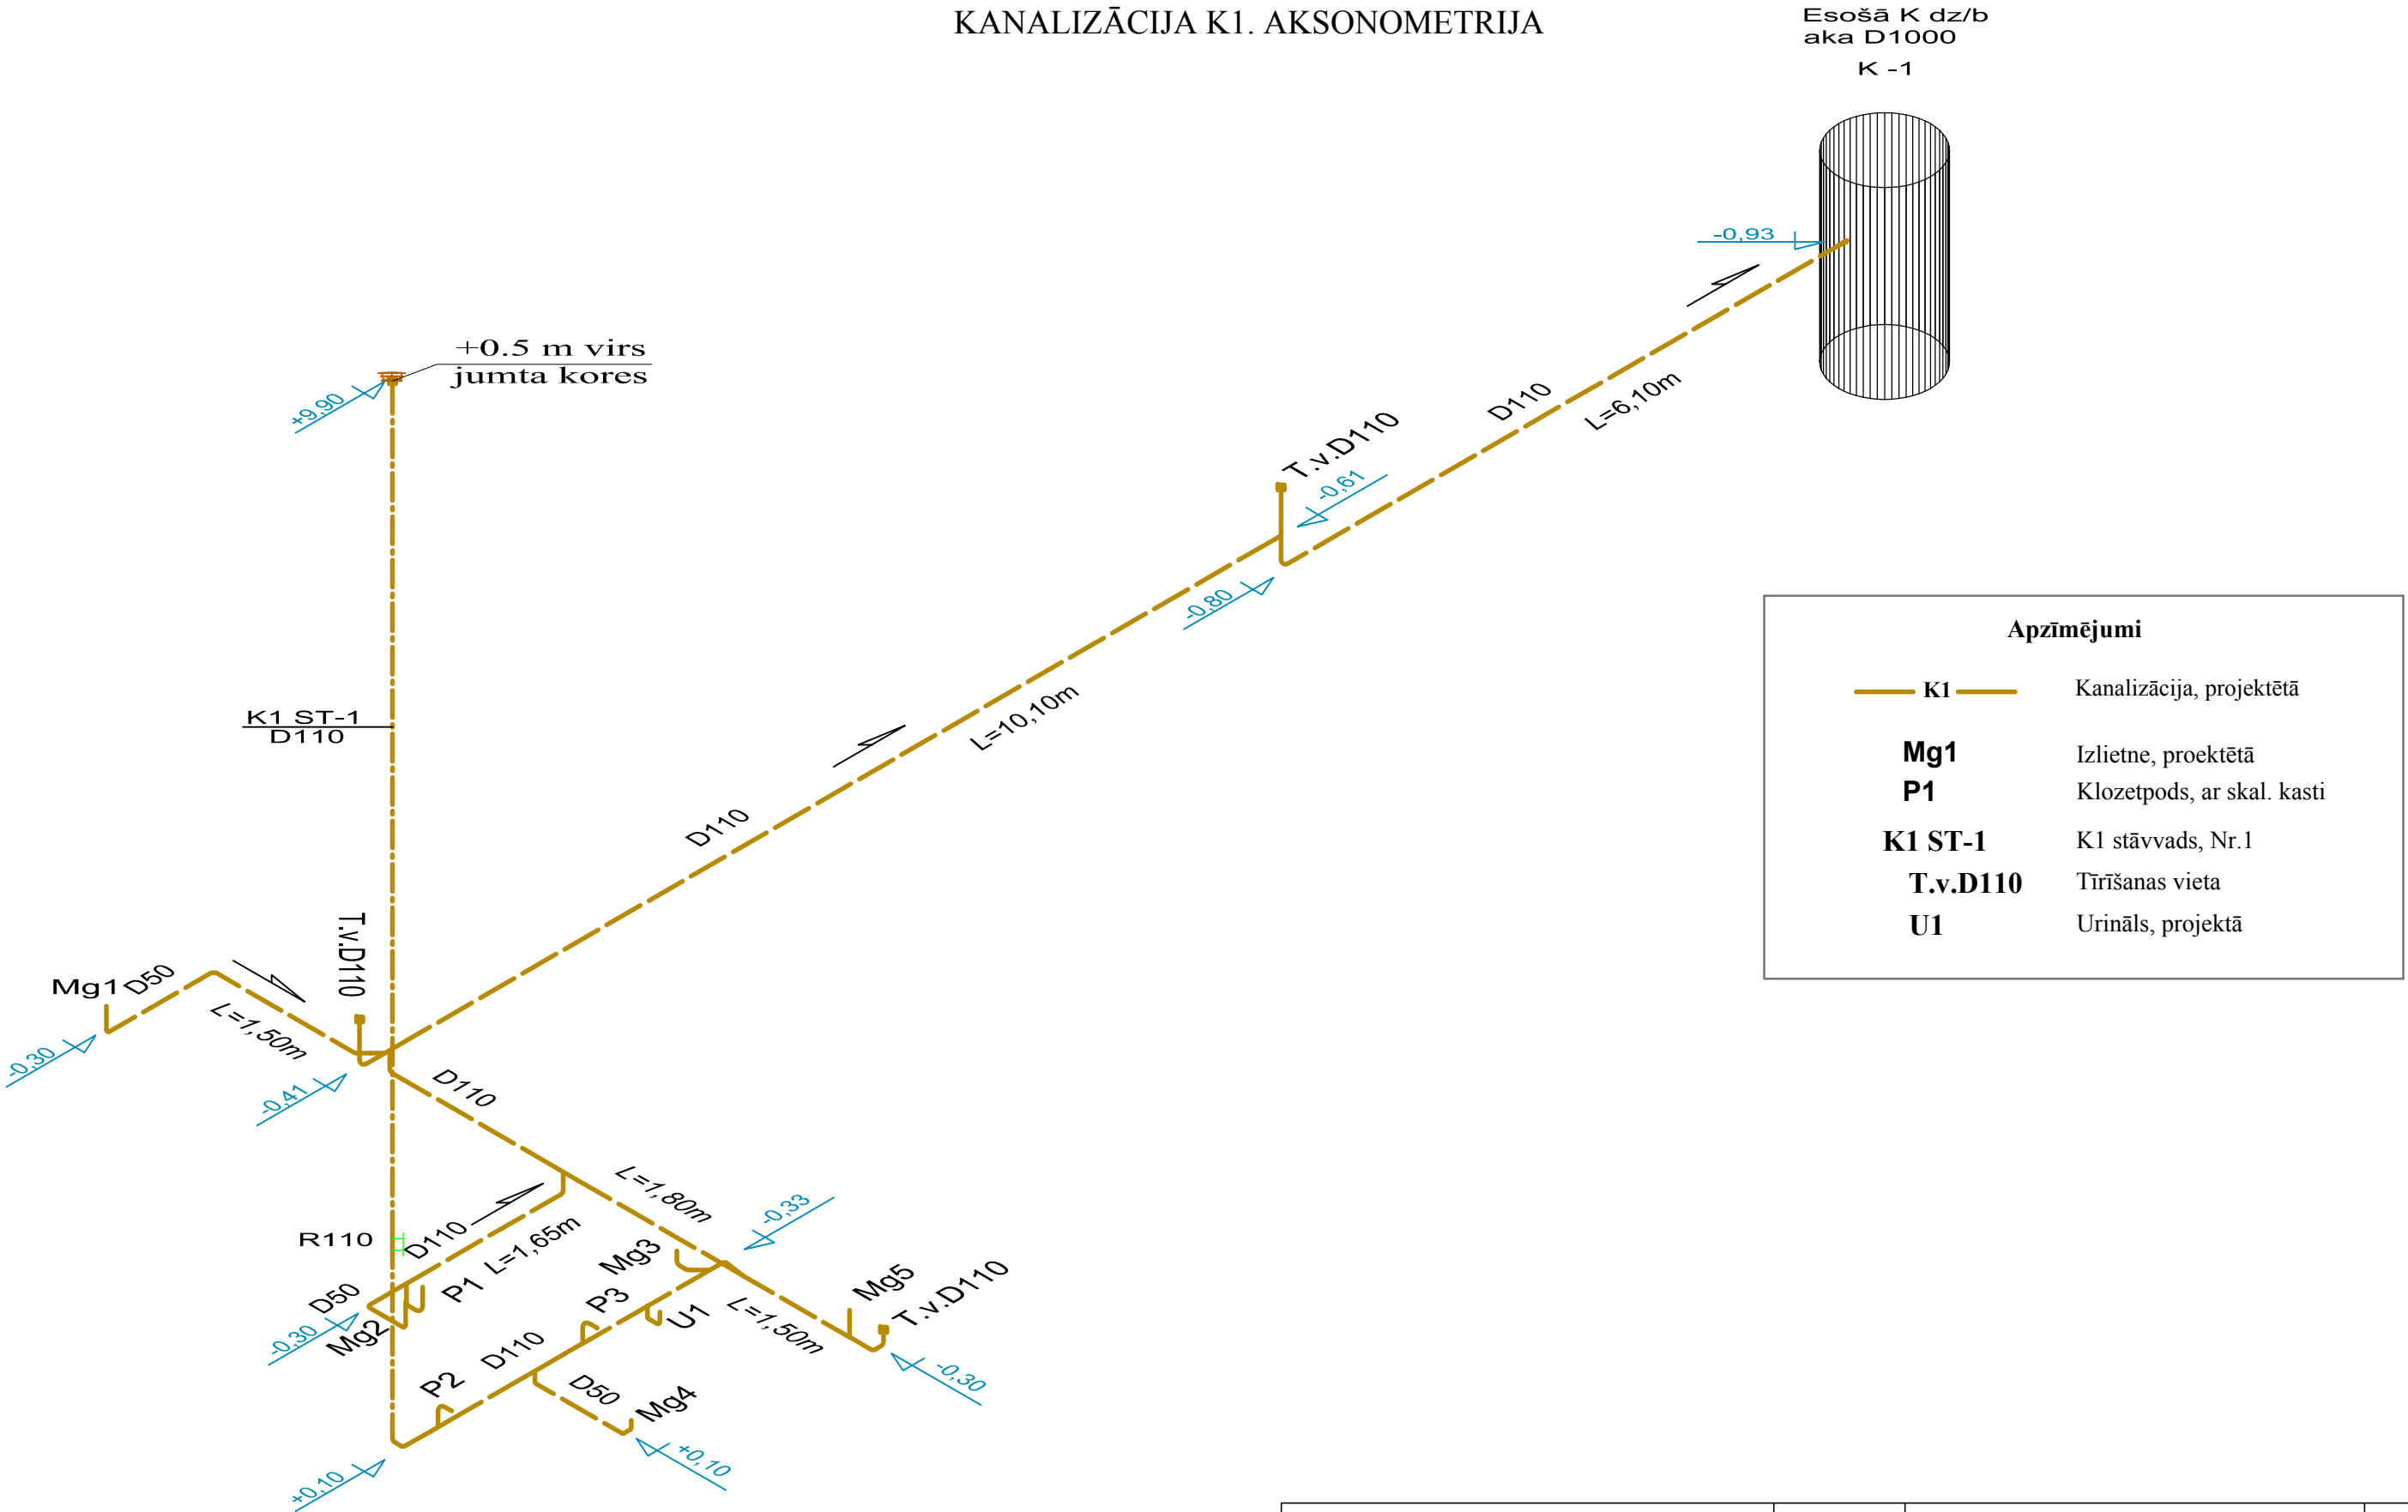 KANALIZĀCIJA K1. AKSONOMETRIJA
Esošā K dz/b
aka D1000
K -1
-0,93
+0.5 m virs
jumta kores
+9,90
D110
L=6,10m
T.v.D110
-0,61
-0,80
L=10,10m
K1 ST-1
D110
D110
Apzīmējumi
K1 Kanalizācija, projektētā
Mg1 Izlietne, proektētā
P1 Klozetpods, ar skal. kasti
K1 ST-1 K1 stāvvads, Nr.1
T.v.D110 Tīrīšanas vieta
U1 Urināls, projektā
T.v.D110
Mg1 D50
L=1,50m
-0,30
-0,41
D110
L=1,80m
-0,33
R110
D110
L=1,65m
Mg3
D50
P1
-0,30
Mg2
P3
U1
L=1,50m
Mg5
T.v.D110
-0,30
P2
D110
D50
Mg4
+0,10
+0,10